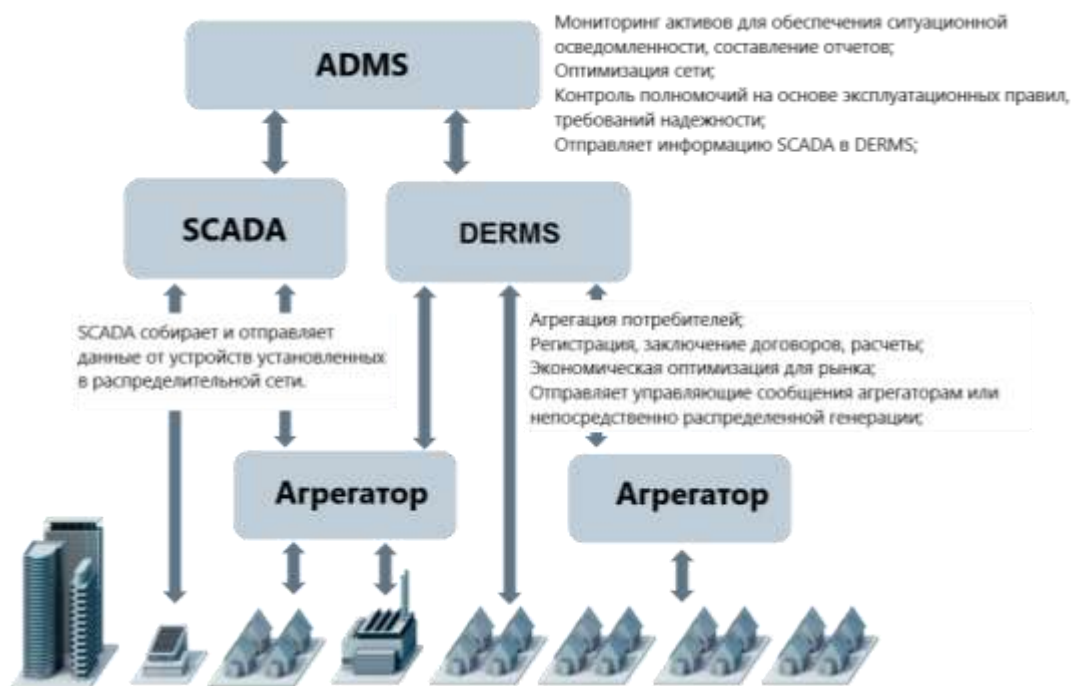 ADMS
Мониторинг активов для обеспечения ситуационной
осведомленности, составление отчетов;
Оптимизация сети;
Контроль полномочий на основе эксплуатационных правил,
требований надежности;
Отправляет информацию SCADA в DERMS;
SCADA
DERMS
SCADA собирает и отправляет
данные от устройств установленных
в распределительной сети.
Агрегация потребителей;
Регистрация, заключение договоров, расчеты;
Экономическая оптимизация для рынка;
Отправляет управляющие сообщения агрегаторам или
непосредственно распределенной генерации;
Агрегатор
Агрегатор